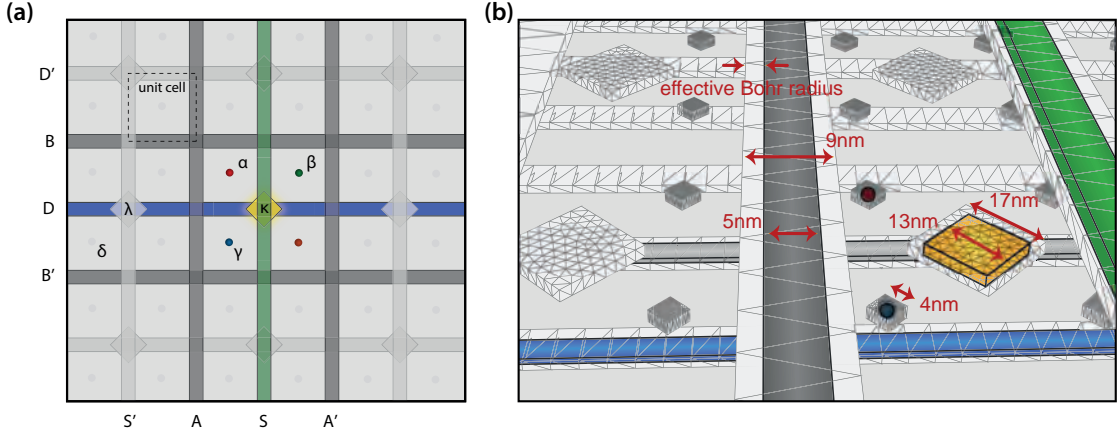 (a)
(b)
D′
unit cell
B
α
β
D
λ
K
δ
γ
B′
S′
A
S
A′
effective Bohr radius
9nm
5nm
17nm
13nm
4nm